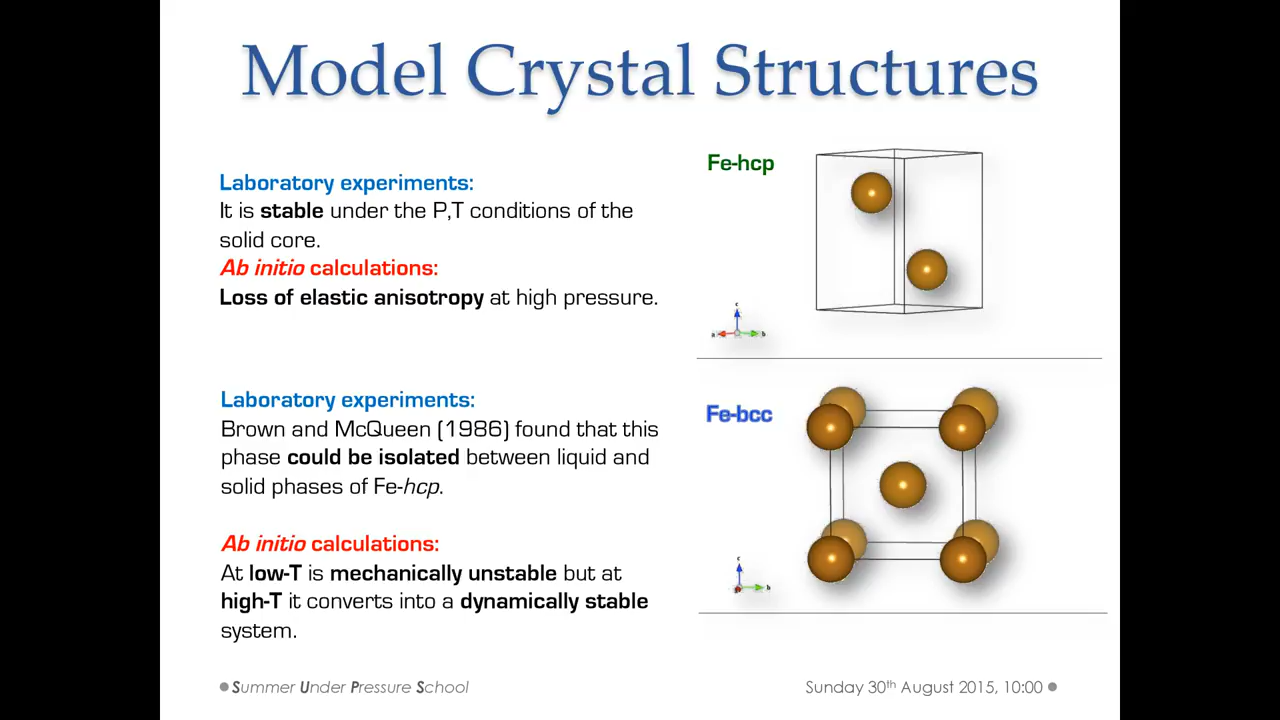 Model Crystal Structures
Laboratory experiments:
It is stable under the P,T conditions of the
solid core.
Ab initio calculations:
Loss of elastic anisotropy at high pressure.
Fe-hcp
c
a
b
Laboratory experiments:
Brown and McQueen (1986) found that this
phase could be isolated between liquid and
solid phases of Fe-hcp.
Ab initio calculations:
At low-T is mechanically unstable but at
high-T it converts into a dynamically stable
system.
Fe-bcc
c
b
Summer Under Pressure School
Sunday 30th August 2015, 10:00